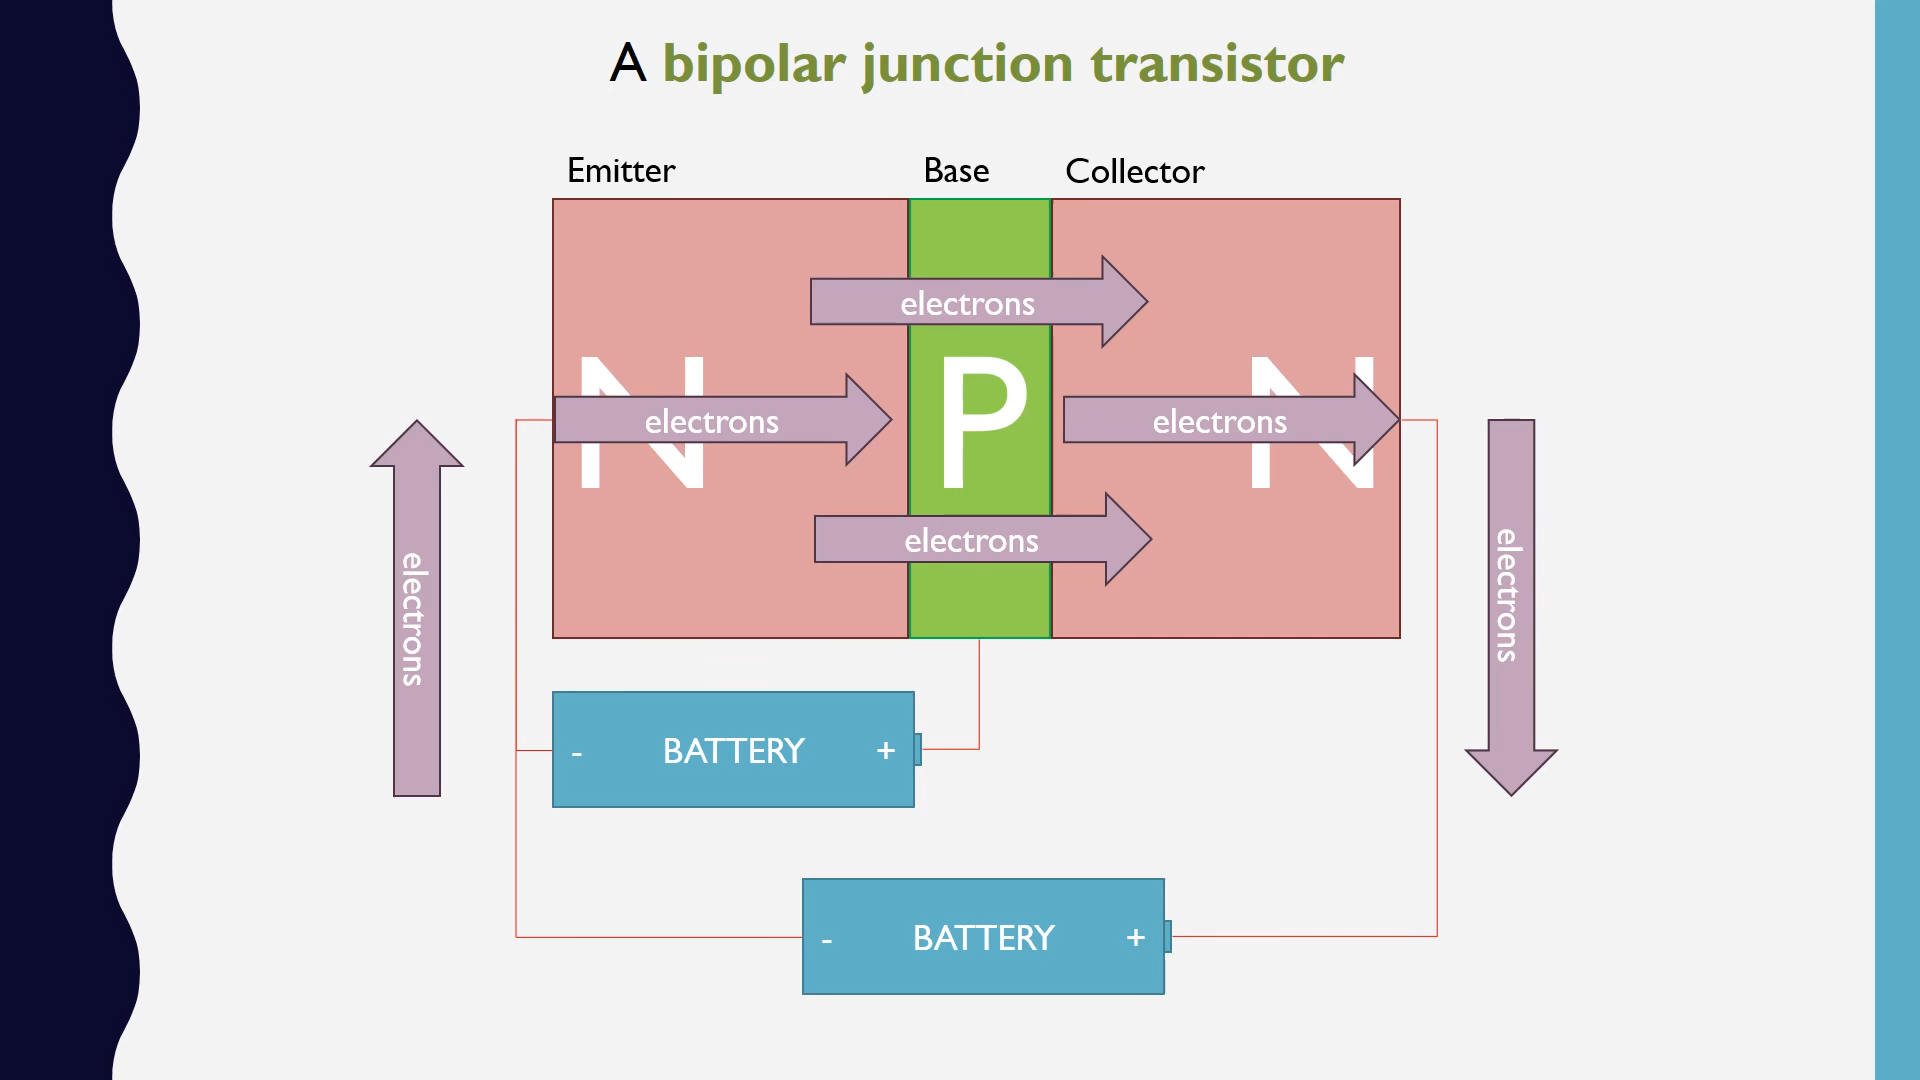 A bipolar junction transistor
Emitter
Base
Collector
electrons
N
electrons
P
electrons
N
electrons
electrons
electrons
- BATTERY +
- BATTERY +